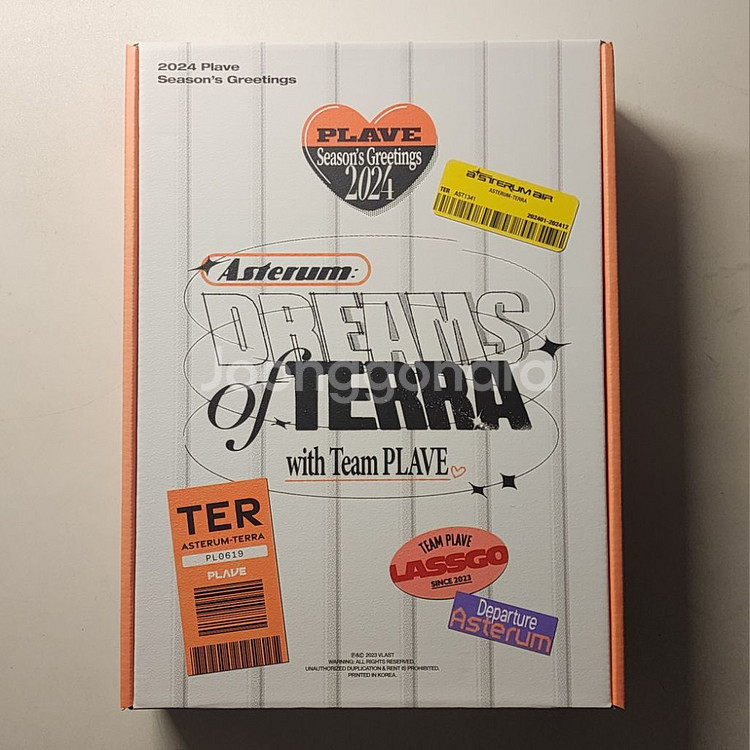 2024 Plave
Season's Greetings
PLAVE
Season's Greetings
2024
asterum air
ASTERUM-TERRA
TER AST1341
202401-202412
Asterum:
DREAMS
of TERRA
Joonggonara
with Team PLAVE
TER
ASTERUM-TERRA
PL0619
PLAVE
TEAM PLAVE
LASSGO
SINCE 2023
Departure
Asterum
℗&© 2023 VLAST
WARNING: ALL RIGHTS RESERVED.
UNAUTHORIZED DUPLICATION & RENT IS PROHIBITED.
PRINTED IN KOREA.